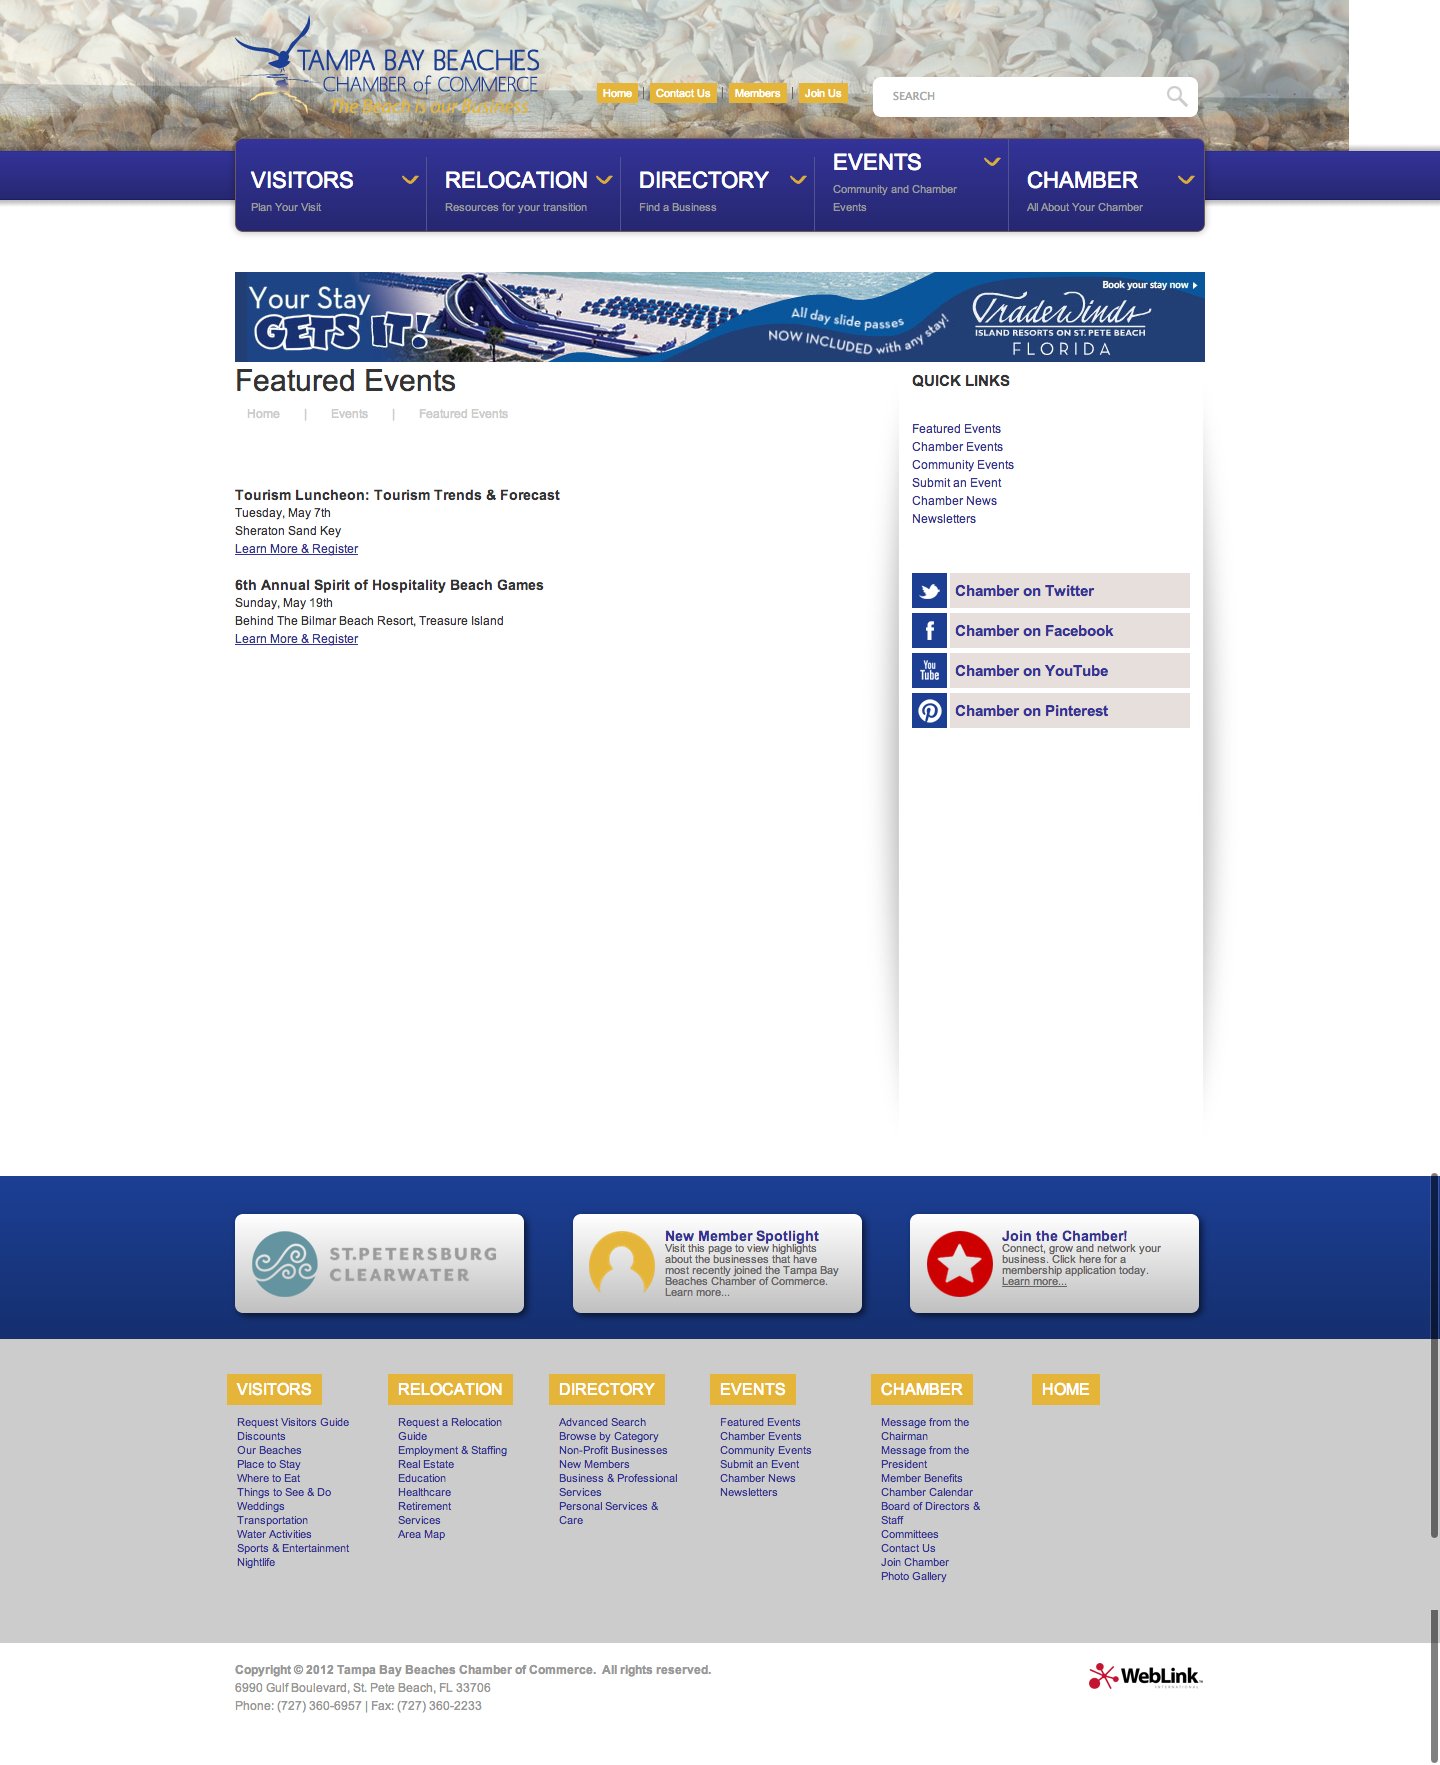 TAMPA BAY BEACHES
CHAMBER of COMMERCE
The Beach is our Business
Home | Contact Us | Members | Join Us
SEARCH
VISITORS
Plan Your Visit
RELOCATION
Resources for your transition
DIRECTORY
Find a Business
EVENTS
Community and Chamber
Events
CHAMBER
All About Your Chamber
Your Stay
GETS IT!
All day slide passes
NOW INCLUDED with any stay!
Book your stay now
TradeWinds
ISLAND RESORTS ON ST. PETE BEACH
FLORIDA
Featured Events
Home | Events | Featured Events
Tourism Luncheon: Tourism Trends & Forecast
Tuesday, May 7th
Sheraton Sand Key
Learn More & Register
6th Annual Spirit of Hospitality Beach Games
Sunday, May 19th
Behind The Bilmar Beach Resort, Treasure Island
Learn More & Register
QUICK LINKS
Featured Events
Chamber Events
Community Events
Submit an Event
Chamber News
Newsletters
Chamber on Twitter
f
Chamber on Facebook
You
Tube
Chamber on YouTube
Chamber on Pinterest
ST.PETERSBURG
CLEARWATER
New Member Spotlight
Visit this page to view highlights
about the businesses that have
most recently joined the Tampa Bay
Beaches Chamber of Commerce.
Learn more...
Join the Chamber!
Connect, grow and network your
business. Click here for a
membership application today.
Learn more...
VISITORS
Request Visitors Guide
Discounts
Our Beaches
Place to Stay
Where to Eat
Things to See & Do
Weddings
Transportation
Water Activities
Sports & Entertainment
Nightlife
RELOCATION
Request a Relocation
Guide
Employment & Staffing
Real Estate
Education
Healthcare
Retirement
Services
Area Map
DIRECTORY
Advanced Search
Browse by Category
Non-Profit Businesses
New Members
Business & Professional
Services
Personal Services &
Care
EVENTS
Featured Events
Chamber Events
Community Events
Submit an Event
Chamber News
Newsletters
CHAMBER
Message from the
Chairman
Message from the
President
Member Benefits
Chamber Calendar
Board of Directors &
Staff
Committees
Contact Us
Join Chamber
Photo Gallery
HOME
Copyright © 2012 Tampa Bay Beaches Chamber of Commerce. All rights reserved.
6990 Gulf Boulevard, St. Pete Beach, FL 33706
Phone: (727) 360-6957 | Fax: (727) 360-2233
WebLink
INTERNATIONAL